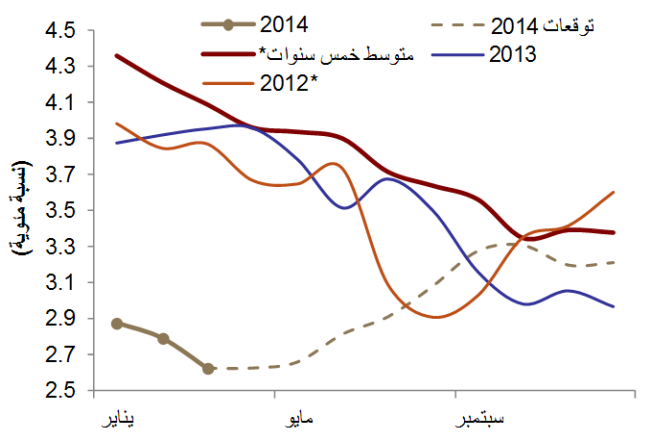 2014
توقعات 2014
متوسط خمس سنوات*
2013
2012*
4.5
4.3
4.1
3.9
3.7
3.5
3.3
3.1
2.9
2.7
2.5
(نسبة مئوية)
يناير
مايو
سبتمبر